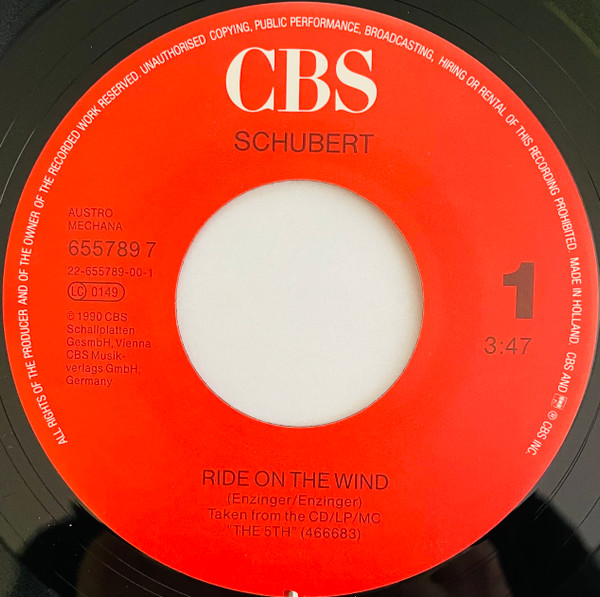 ALL RIGHTS OF THE PRODUCER AND OF THE OWNER OF THE RECORDED WORK RESERVED. UNAUTHORISED COPYING, PUBLIC PERFORMANCE, BROADCASTING, HIRING OR RENTAL OF THIS RECORDING PROHIBITED. MADE IN HOLLAND. CBS AND ℗ CBS INC.
CBS
SCHUBERT
AUSTRO
MECHANA
655789 7
22-655789-00-1
LC 0149
℗ 1990 CBS
Schallplatten
GesmbH, Vienna
CBS Musik-
verlags GmbH,
Germany
1
3:47
RIDE ON THE WIND
(Enzinger/Enzinger)
Taken from the CD/LP/MC
"THE 5TH" (466683)